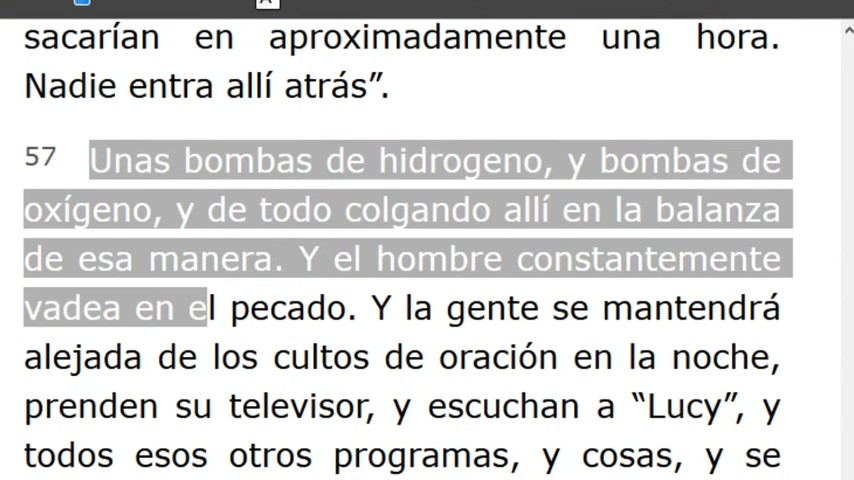 sacarían en aproximadamente una hora.
Nadie entra allí atrás”.
57 Unas bombas de hidrogeno, y bombas de
oxígeno, y de todo colgando allí en la balanza
de esa manera. Y el hombre constantemente
vadea en el pecado. Y la gente se mantendrá
alejada de los cultos de oración en la noche,
prenden su televisor, y escuchan a “Lucy”, y
todos esos otros programas, y cosas, y se